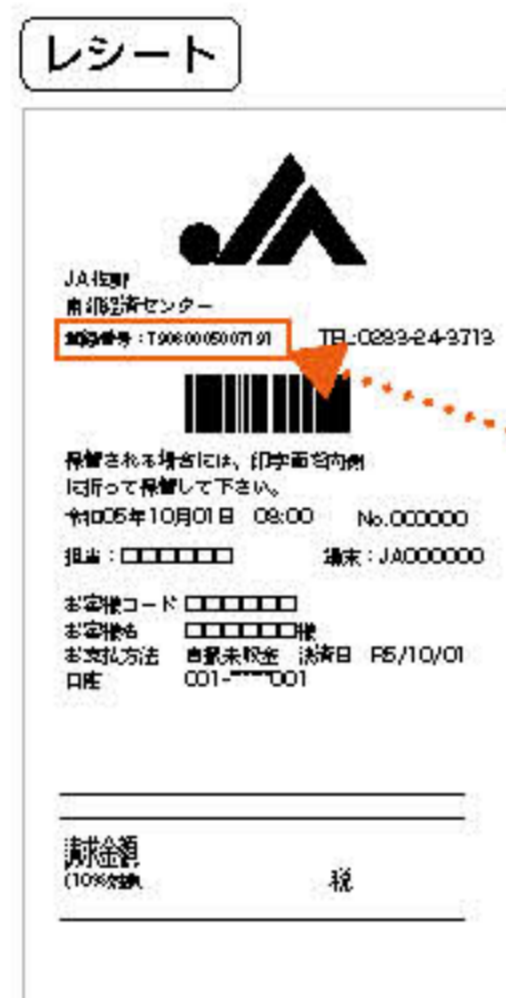 レシート
JA佐野
南部経済センター
登録番号：T9060005007191 TEL:0283-24-3713
保管される場合には、印字面を内側
に折って保管して下さい。
令和05年10月01日 09:00 No.000000
担当：□□□□□□□ 端末：JA000000
お客様コード □□□□□□□
お客様名 □□□□□□□様
お支払方法 自振未収金 決済日 R5/10/01
口座 001-****001
請求金額
(10%対象 税